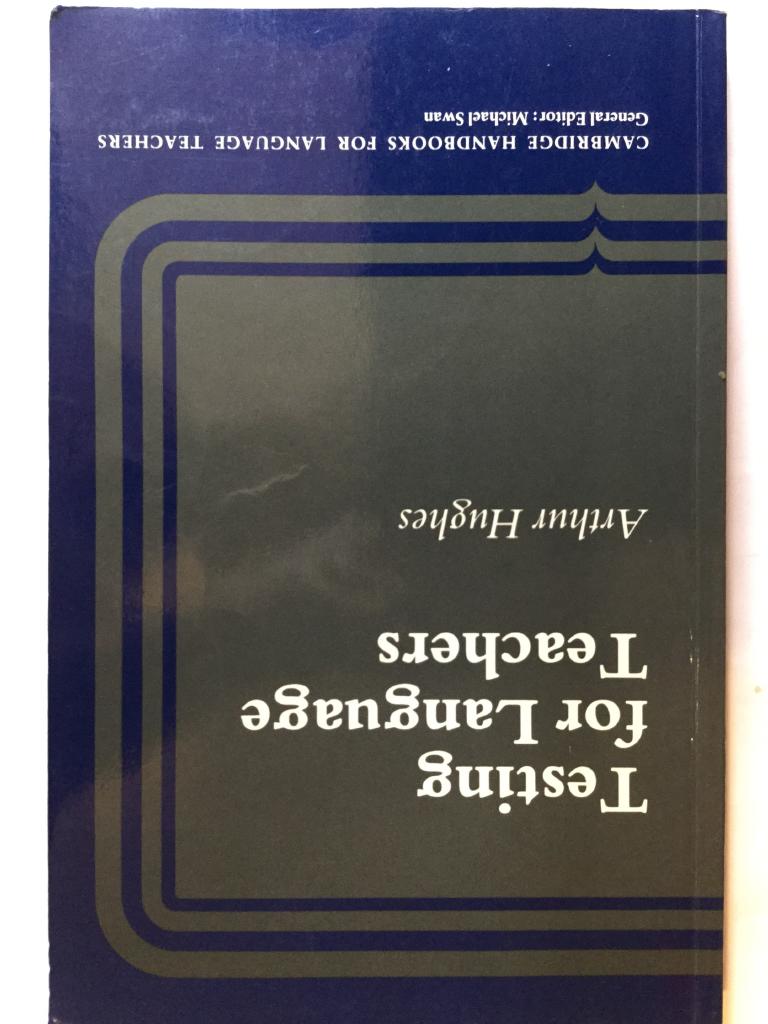 Testing
for Language
Teachers
Arthur Hughes
CAMBRIDGE HANDBOOKS FOR LANGUAGE TEACHERS
General Editor: Michael Swan